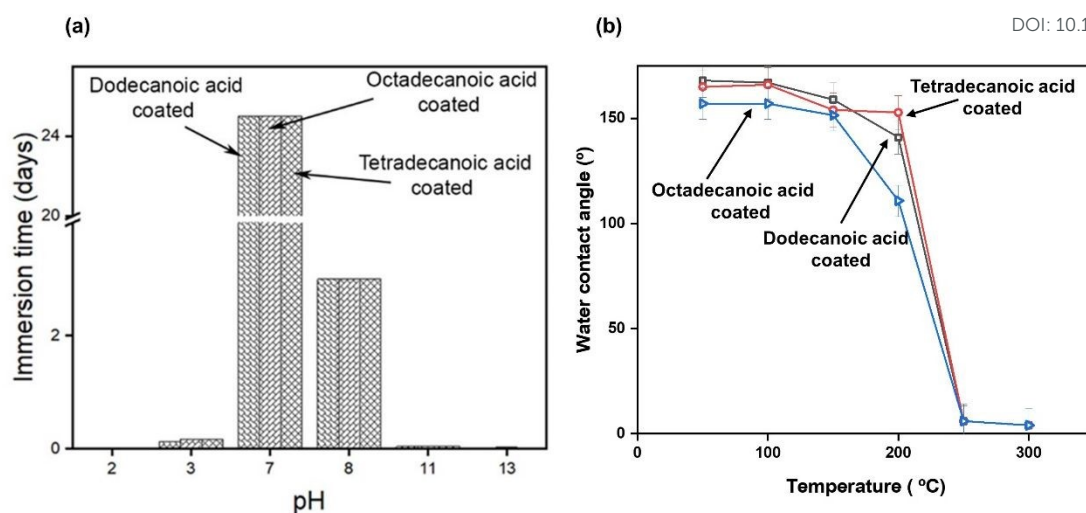 (a)
Dodecanoic acid
coated
Octadecanoic acid
coated
Tetradecanoic acid
coated
Immersion time (days)
24
20
2
0
2
3
7
8
11
13
pH
(b)
DOI: 10.1
Tetradecanoic acid
coated
Octadecanoic acid
coated
Dodecanoic acid
coated
Water contact angle (º)
150
100
50
0
100
200
300
Temperature ( ºC)